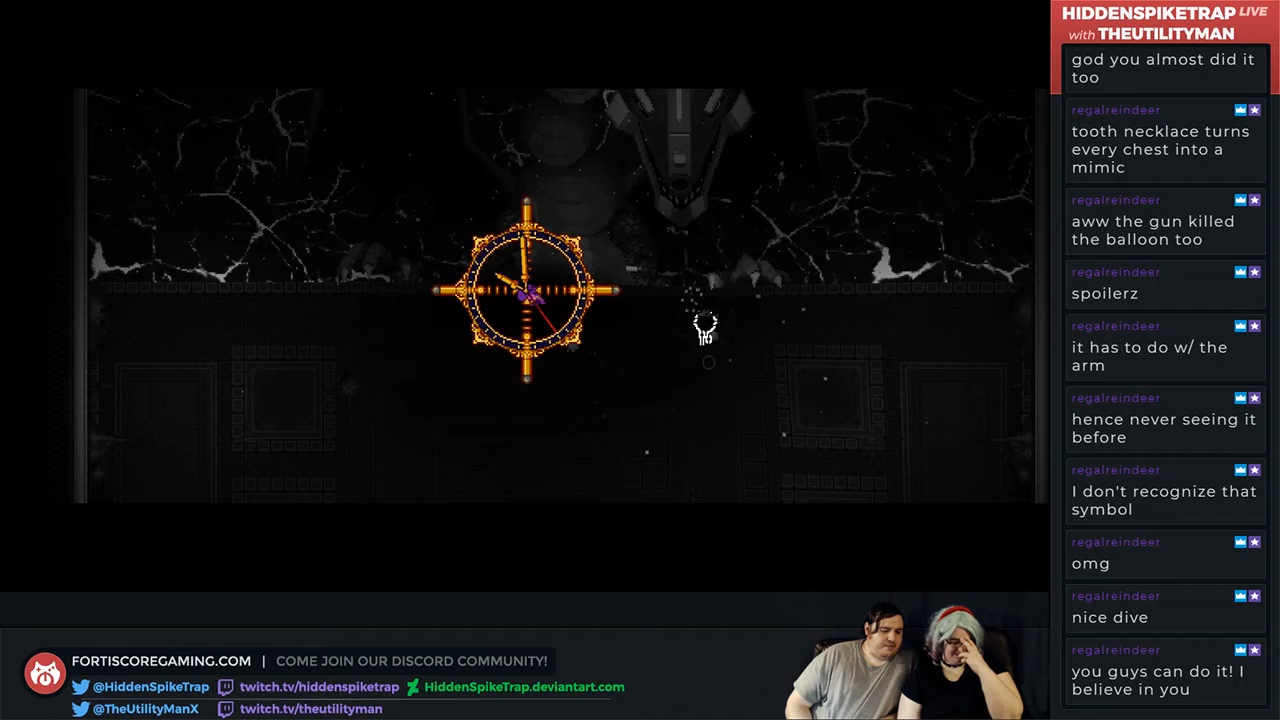 HIDDENSPIKETRAP LIVE
with THEUTILITYMAN
god you almost did it
too
regalreindeer
tooth necklace turns
every chest into a
mimic
regalreindeer
aww the gun killed
the balloon too
regalreindeer
spoilerz
regalreindeer
it has to do w/ the
arm
regalreindeer
hence never seeing it
before
regalreindeer
I don't recognize that
symbol
regalreindeer
omg
regalreindeer
nice dive
regalreindeer
you guys can do it! I
believe in you
FORTISCOREGAMING.COM | COME JOIN OUR DISCORD COMMUNITY!
@HiddenSpikeTrap twitch.tv/hiddenspiketrap HiddenSpikeTrap.deviantart.com
@TheUtilityManX twitch.tv/theutilityman